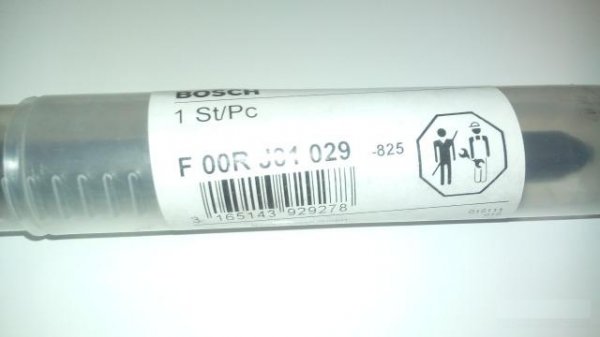 BOSCH
1 St/Pc
F 00R J01 029 -825
3 165143 929278